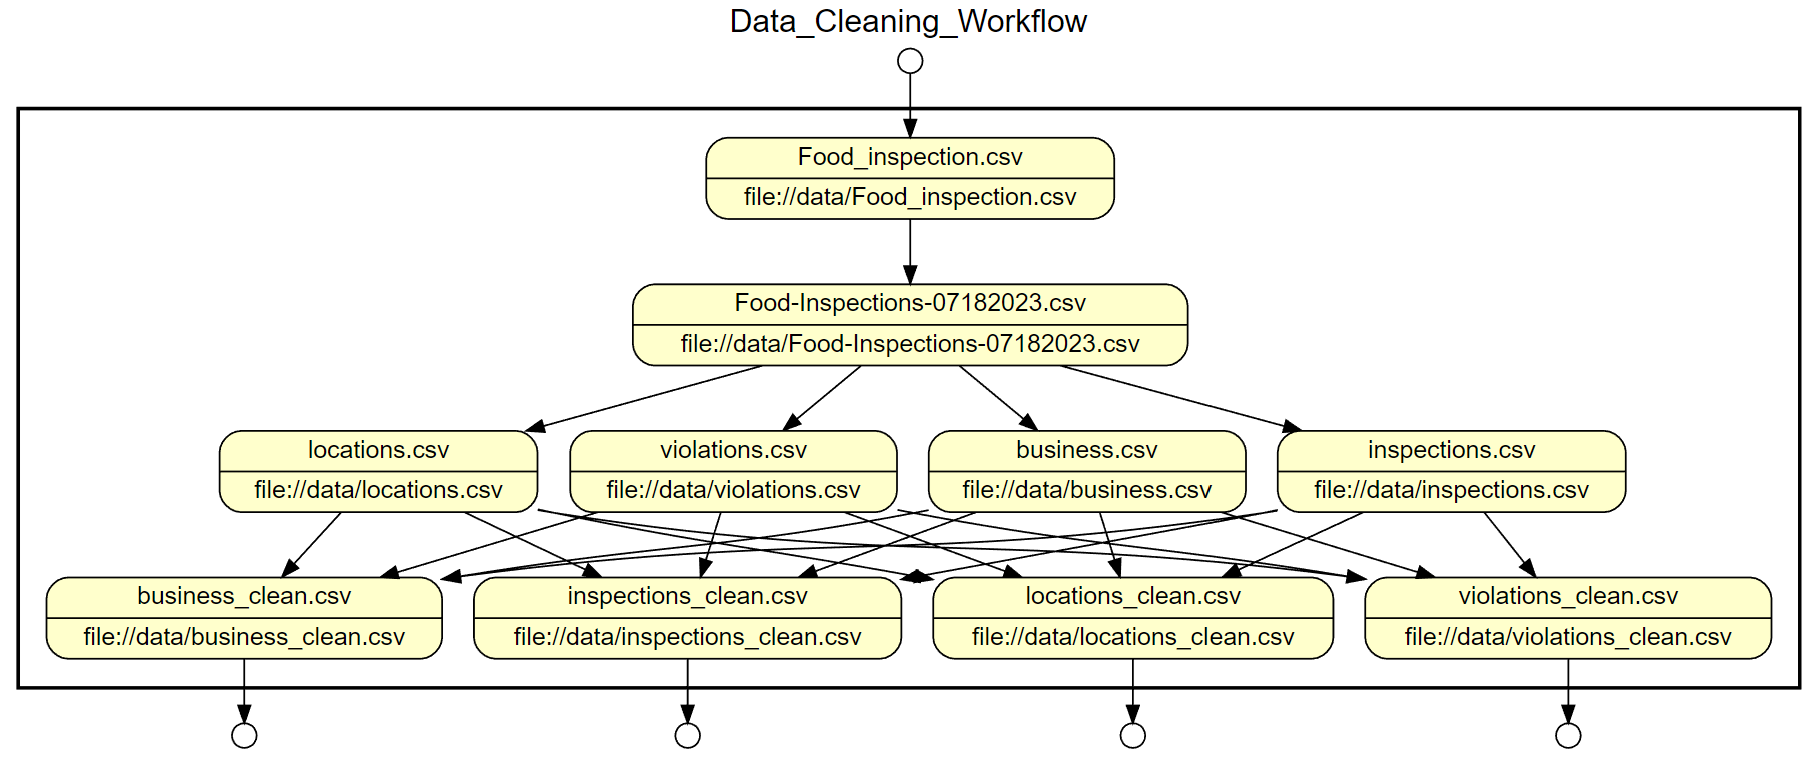 Data_Cleaning_Workflow
Food_inspection.csv
file://data/Food_inspection.csv
Food-Inspections-07182023.csv
file://data/Food-Inspections-07182023.csv
locations.csv
file://data/locations.csv
violations.csv
file://data/violations.csv
business.csv
file://data/business.csv
inspections.csv
file://data/inspections.csv
business_clean.csv
file://data/business_clean.csv
inspections_clean.csv
file://data/inspections_clean.csv
locations_clean.csv
file://data/locations_clean.csv
violations_clean.csv
file://data/violations_clean.csv